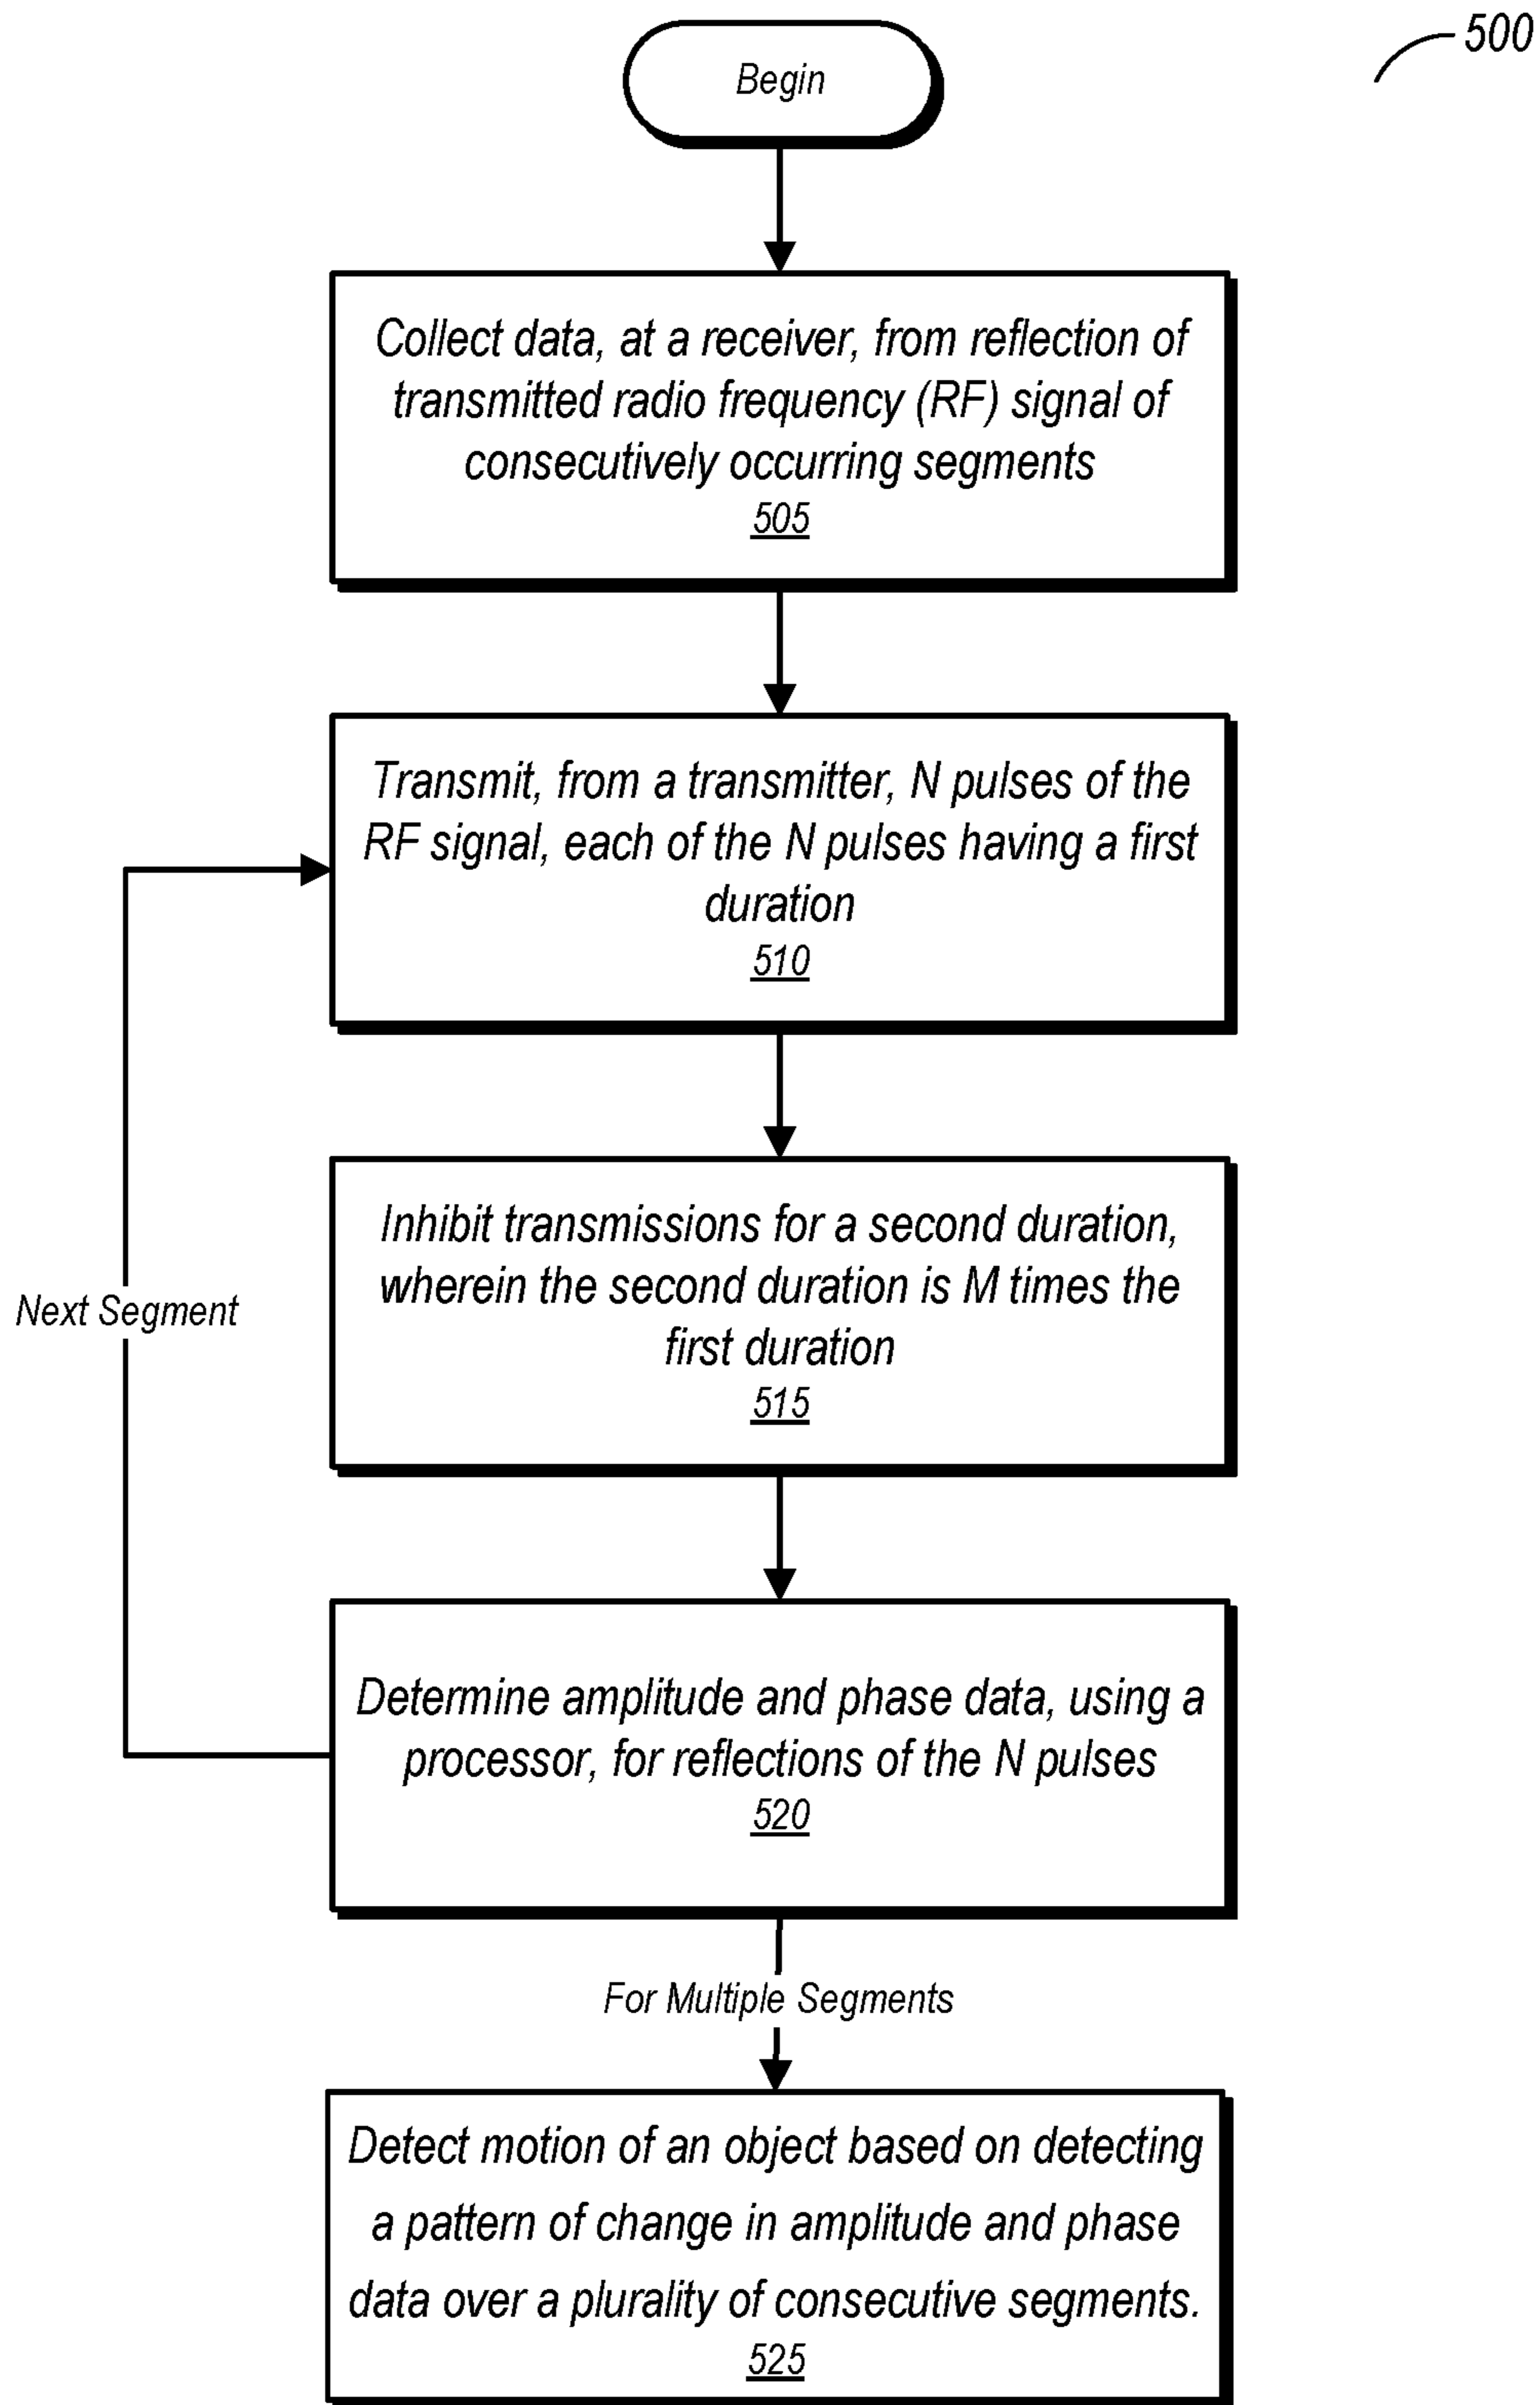 500
Begin
Collect data, at a receiver, from reflection of
transmitted radio frequency (RF) signal of
consecutively occurring segments
505
Transmit, from a transmitter, N pulses of the
RF signal, each of the N pulses having a first
duration
510
Inhibit transmissions for a second duration,
wherein the second duration is M times the
first duration
515
Next Segment
Determine amplitude and phase data, using a
processor, for reflections of the N pulses
520
For Multiple Segments
Detect motion of an object based on detecting
a pattern of change in amplitude and phase
data over a plurality of consecutive segments.
525